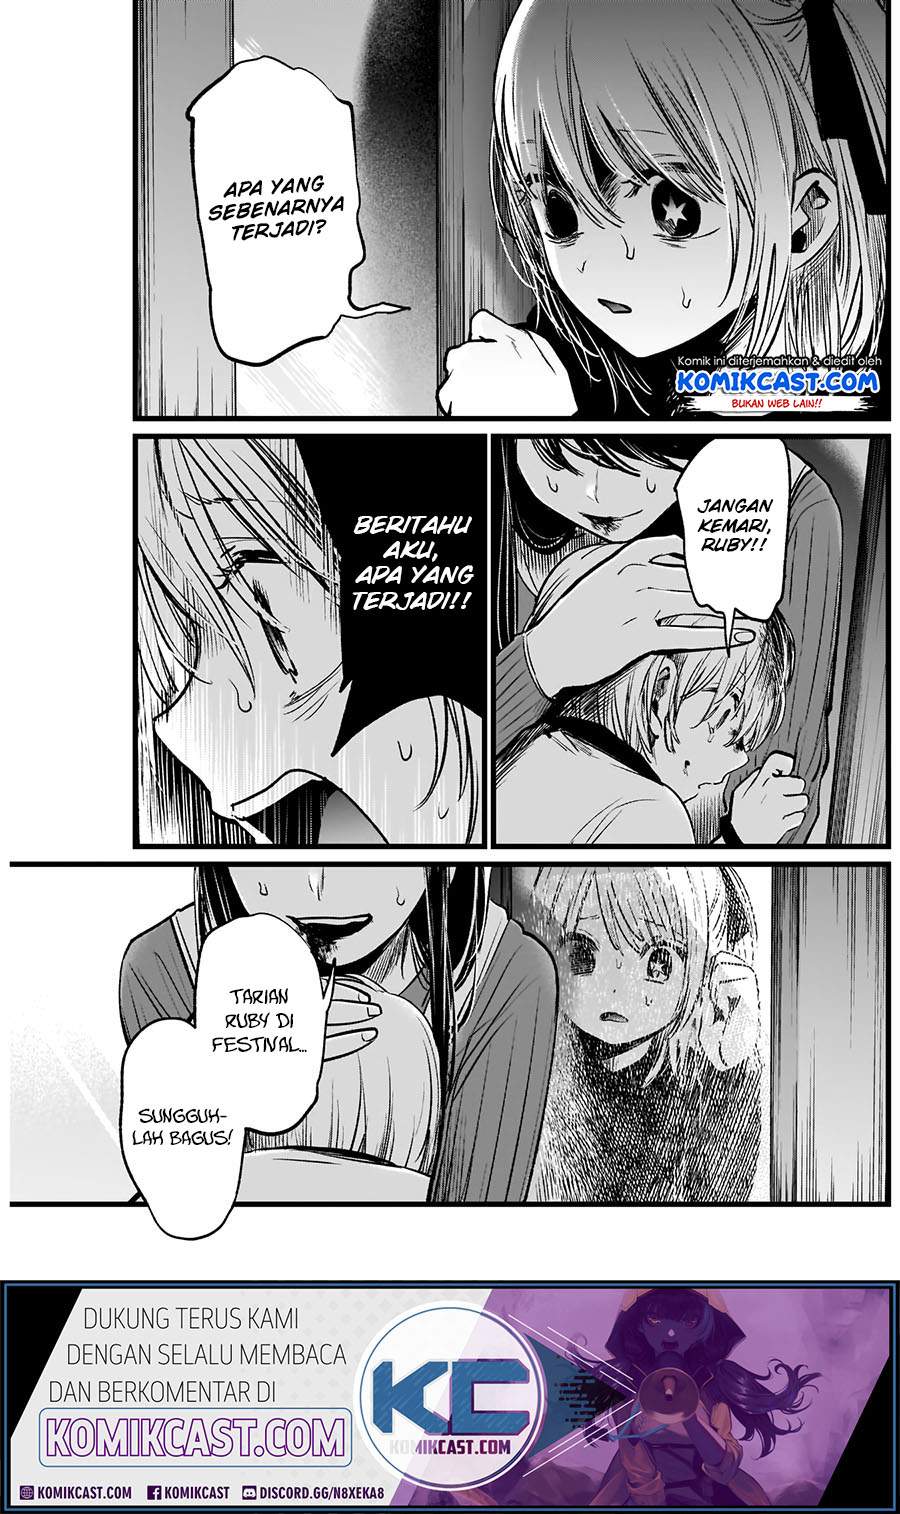 APA YANG
SEBENARNYA
TERJADI?
Komik ini diterjemahkan & diedit oleh
KOMIKCAST.COM
BUKAN WEB LAIN!!
JANGAN
KEMARI,
RUBY!!
BERITAHU
AKU,
APA YANG
TERJADI!!
TARIAN
RUBY DI
FESTIVAL...
SUNGGUH-
LAH BAGUS!
DUKUNG TERUS KAMI
DENGAN SELALU MEMBACA
DAN BERKOMENTAR DI
KOMIKCAST.COM
KC
KOMIKCAST.COM
KOMIKCAST.COM
KOMIKCAST
DISCORD.GG/N8XEKA8